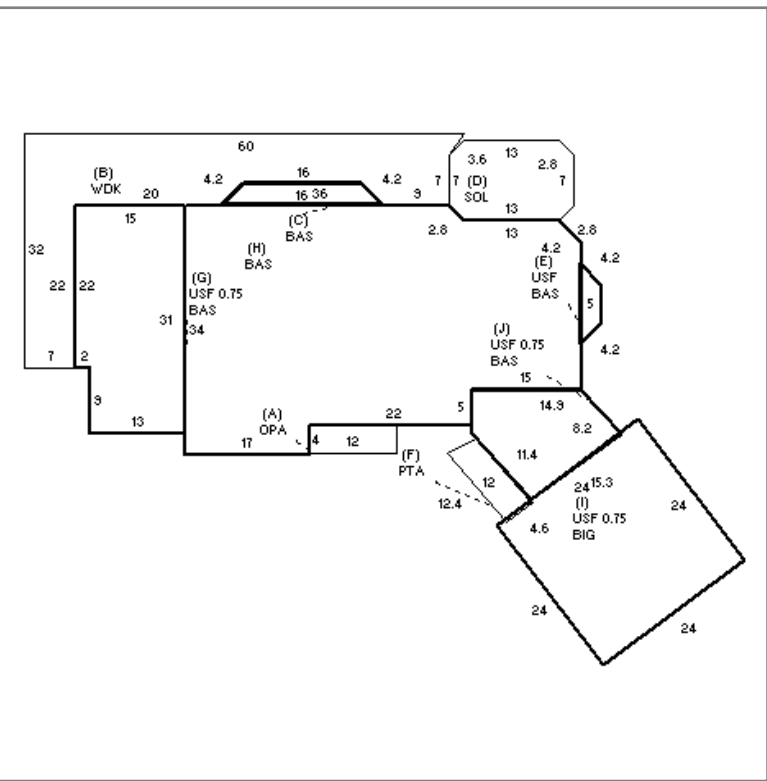 60
(B)
WDK
20
15
4.2
16
4.2
16 36
9
3.6
13
2.8
7
7
(D)
SOL
7
13
13
2.8
2.8
(C)
BAS
(H)
BAS
32
22
22
(G)
USF 0.75
BAS
31
34
4.2
(E)
USF
BAS
4.2
5
4.2
(J)
USF 0.75
BAS
15
7
2
9
13
17
(A)
OPA
4
12
22
5
14.9
8.2
11.4
(F)
PTA
12
12.4
24
15.3
(I)
USF 0.75
BIG
4.6
24
24
24